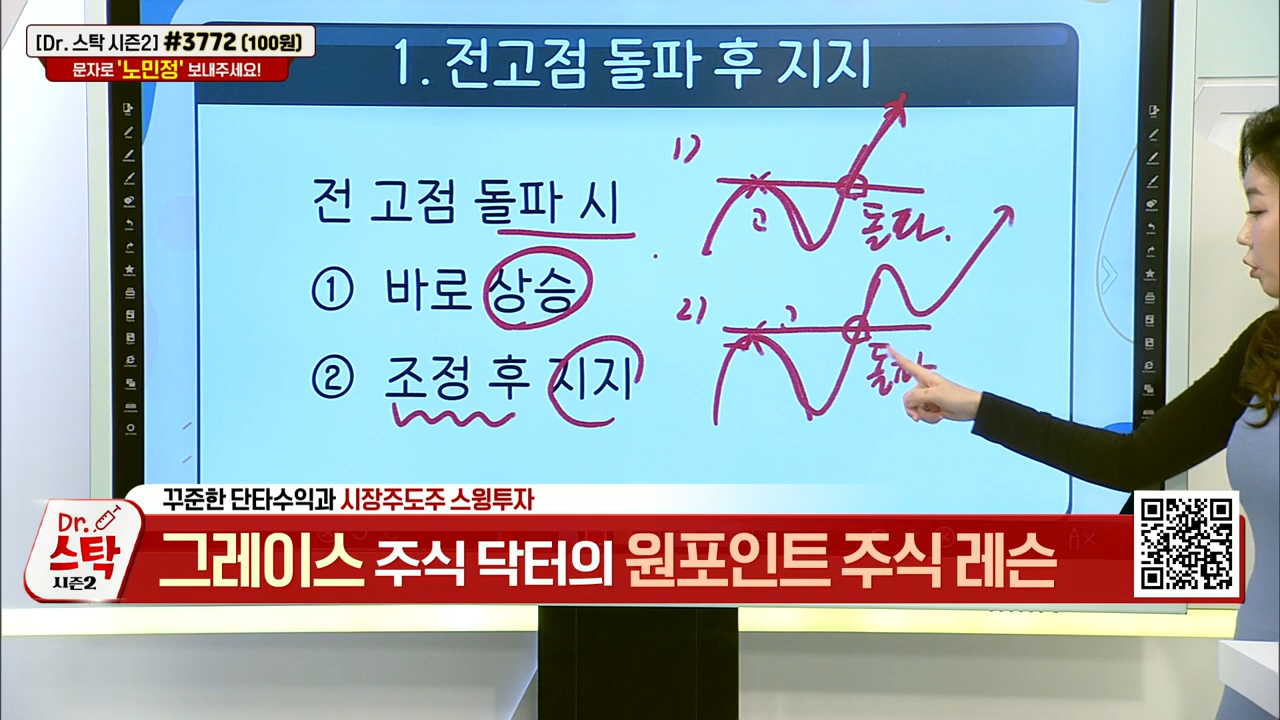 [Dr. 스탁 시즌2] #3772 (100원)
문자로 '노민정' 보내주세요!
1. 전고점 돌파 후 지지
전 고점 돌파 시
① 바로 상승
② 조정 후 지지
1)
고
돌파.
2)
돌파
꾸준한 단타수익과 시장주도주 스윙투자
Dr.
스탁
시즌2
그레이스 주식 닥터의 원포인트 주식 레슨